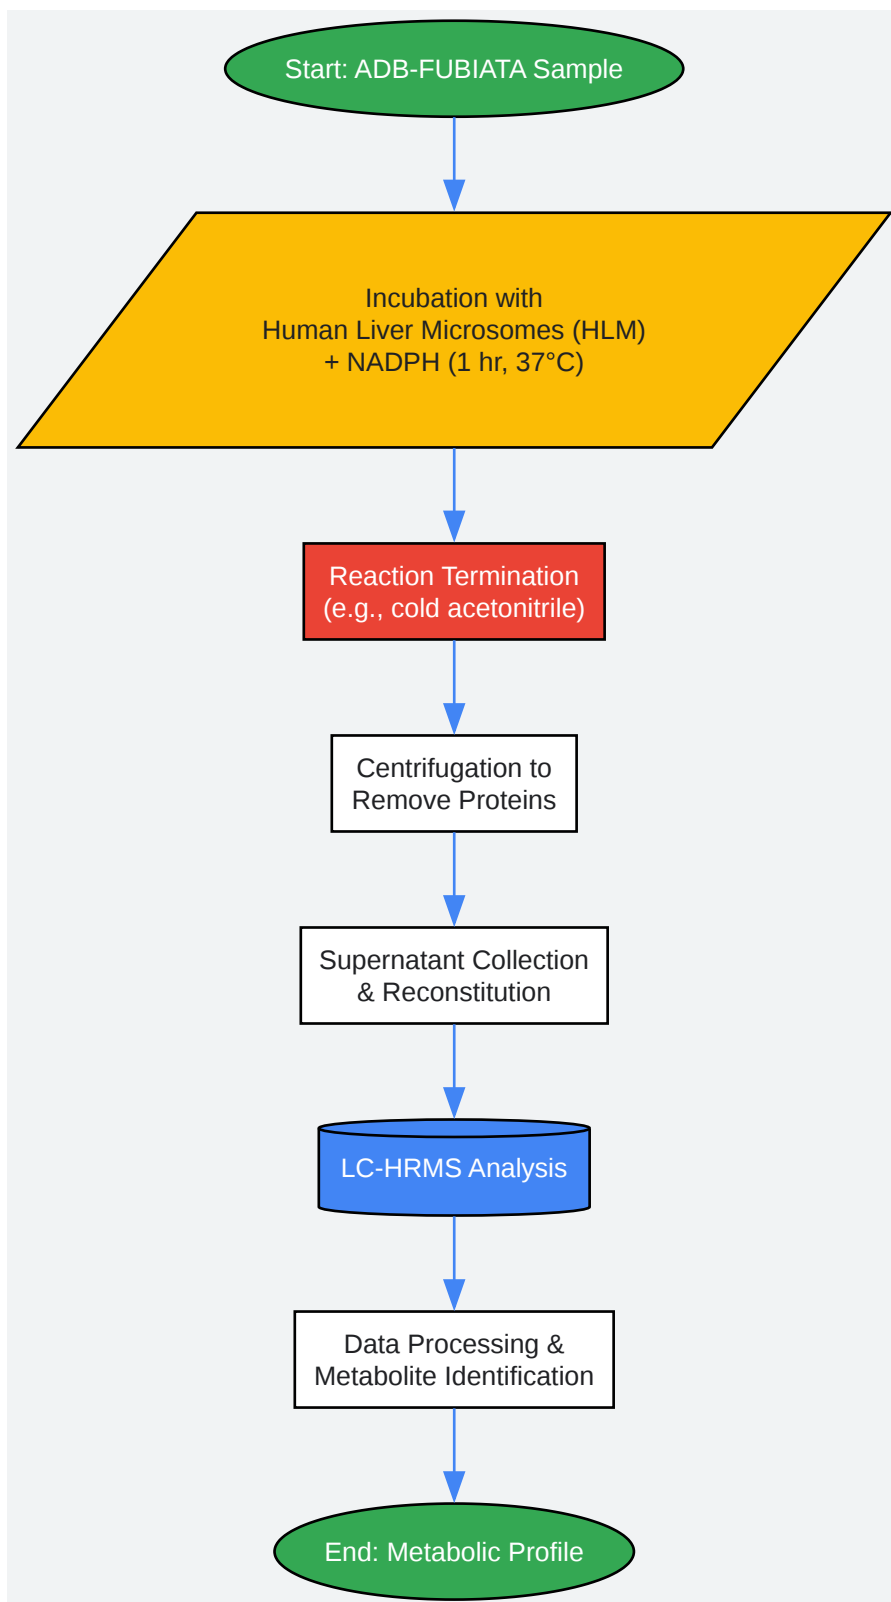 Start: ADB-FUBIATA Sample
Incubation with
Human Liver Microsomes (HLM)
+ NADPH (1 hr, 37°C)
Reaction Termination
(e.g., cold acetonitrile)
Centrifugation to
Remove Proteins
Supernatant Collection
& Reconstitution
LC-HRMS Analysis
Data Processing &
Metabolite Identification
End: Metabolic Profile